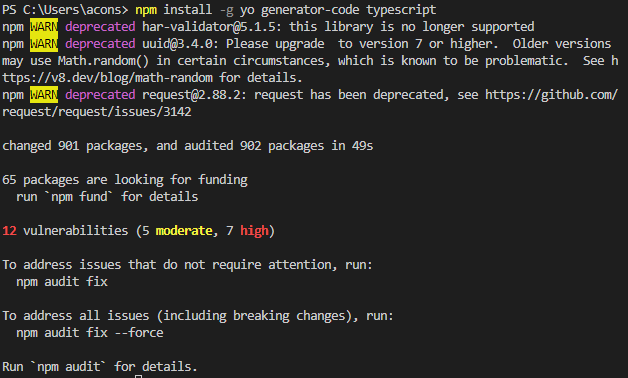 PS C:\Users\acons> npm install -g yo generator-code typescript
npm WARN deprecated har-validator@5.1.5: this library is no longer supported
npm WARN deprecated uuid@3.4.0: Please upgrade  to version 7 or higher.  Older versions
may use Math.random() in certain circumstances, which is known to be problematic.  See h
ttps://v8.dev/blog/math-random for details.
npm WARN deprecated request@2.88.2: request has been deprecated, see https://github.com/
request/request/issues/3142
changed 901 packages, and audited 902 packages in 49s
65 packages are looking for funding
  run `npm fund` for details
12 vulnerabilities (5 moderate, 7 high)
To address issues that do not require attention, run:
  npm audit fix
To address all issues (including breaking changes), run:
  npm audit fix --force
Run `npm audit` for details.